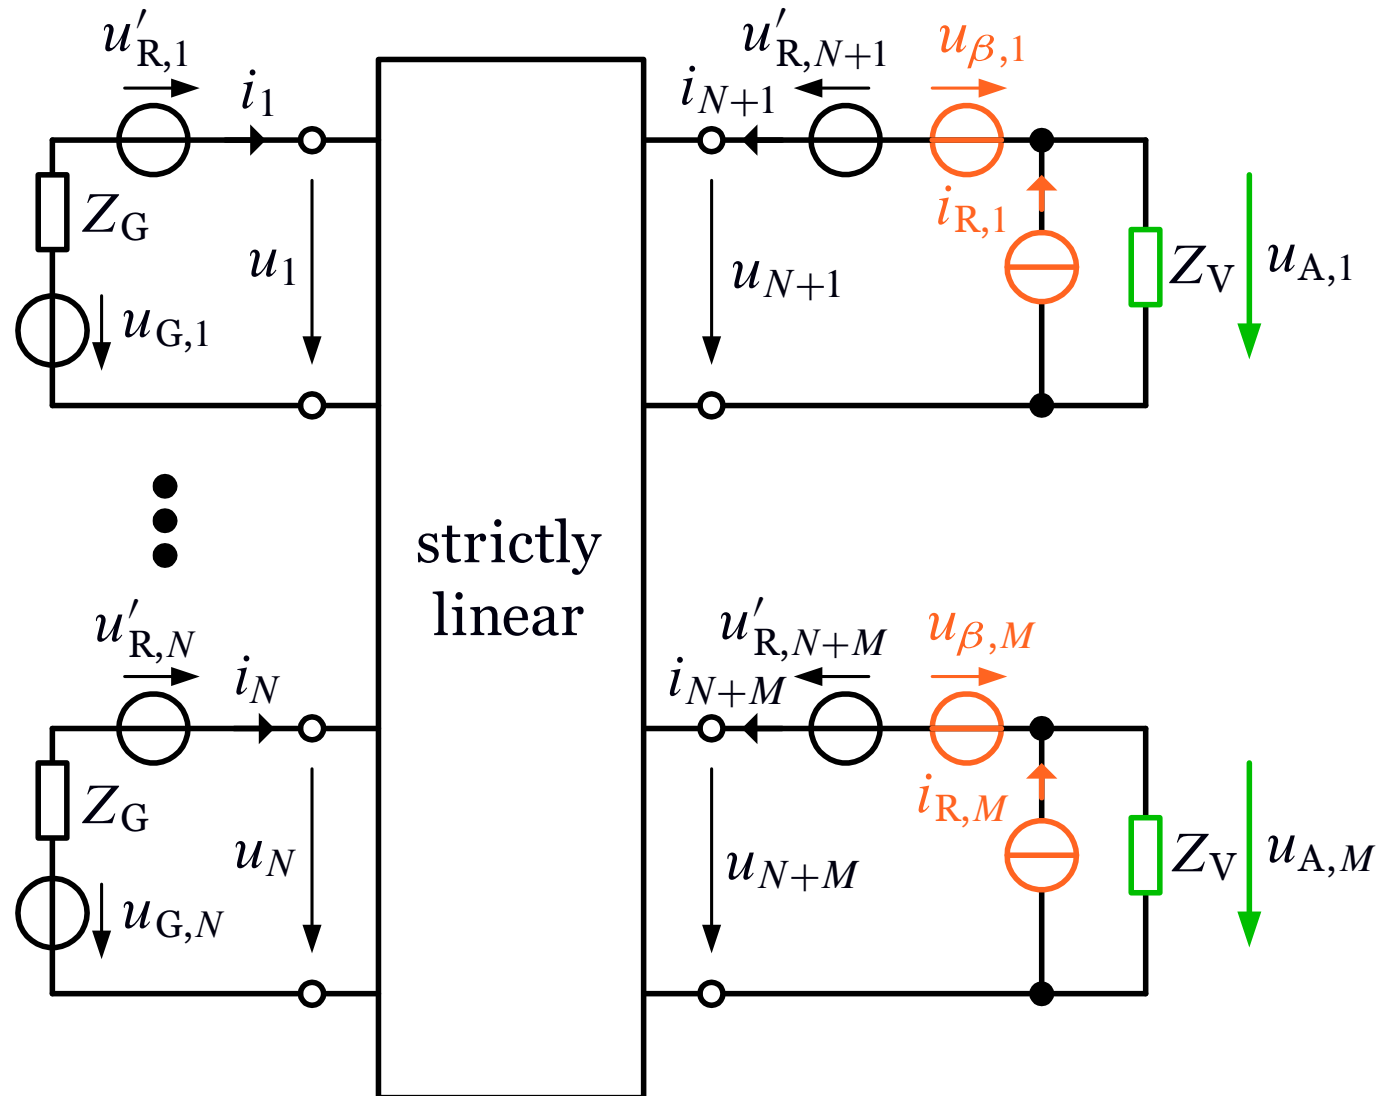 u′R,1
i1
u′R,N+1
uβ,1
iN+1
ZG
u1
uG,1
uN+1
iR,1
ZV
uA,1
strictly
linear
u′R,N
iN
u′R,N+M
uβ,M
iN+M
ZG
uN
uG,N
uN+M
iR,M
ZV
uA,M